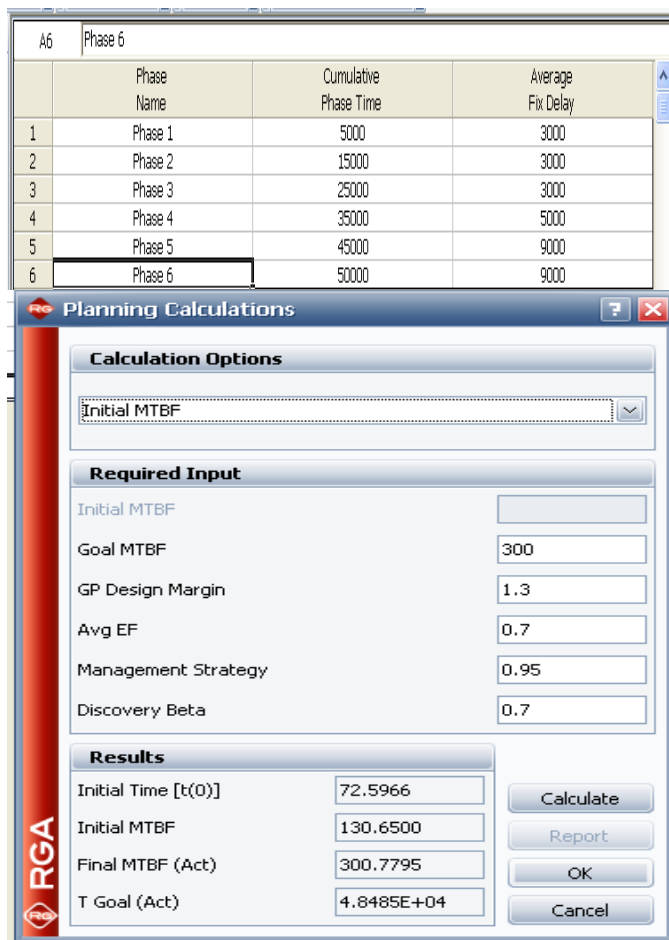 A6 Phase 6
Phase Name Cumulative Phase Time Average Fix Delay
1 Phase 1 5000 3000
2 Phase 2 15000 3000
3 Phase 3 25000 3000
4 Phase 4 35000 5000
5 Phase 5 45000 9000
6 Phase 6 50000 9000
RG Planning Calculations ?
Calculation Options
Initial MTBF
Required Input
Initial MTBF
Goal MTBF 300
GP Design Margin 1.3
Avg EF 0.7
Management Strategy 0.95
Discovery Beta 0.7
Results
Initial Time [t(0)] 72.5966
Initial MTBF 130.6500
Final MTBF (Act) 300.7795
T Goal (Act) 4.8485E+04
Calculate
Report
OK
Cancel
RG RGA